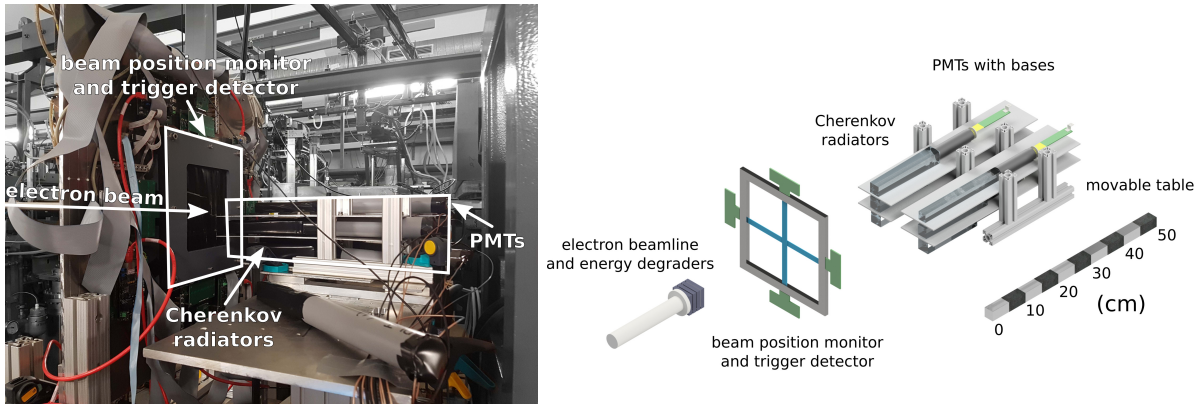 beam position monitor
and trigger detector
electron beam
PMTs
Cherenkov
radiators
PMTs with bases
Cherenkov
radiators
movable table
electron beamline
and energy degraders
beam position monitor
and trigger detector
0
10
20
30
40
50
(cm)